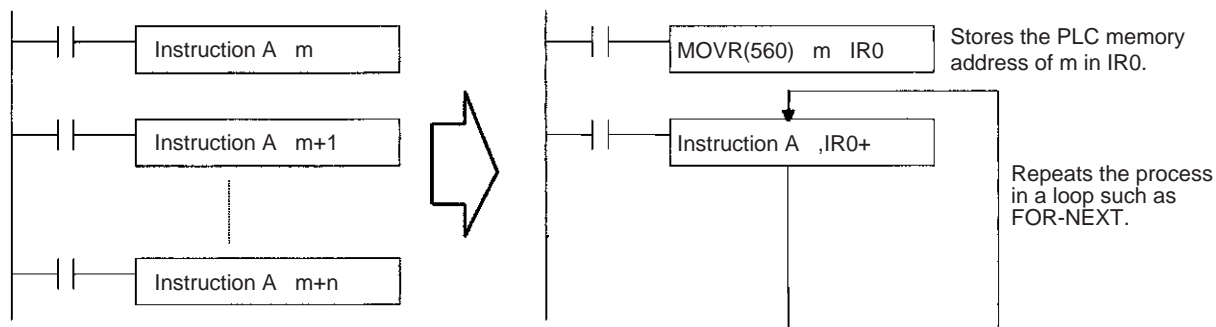 Instruction A m
Instruction A m+1
Instruction A m+n
MOVR(560) m IR0
Stores the PLC memory
address of m in IR0.
Instruction A ,IR0+
Repeats the process
in a loop such as
FOR-NEXT.